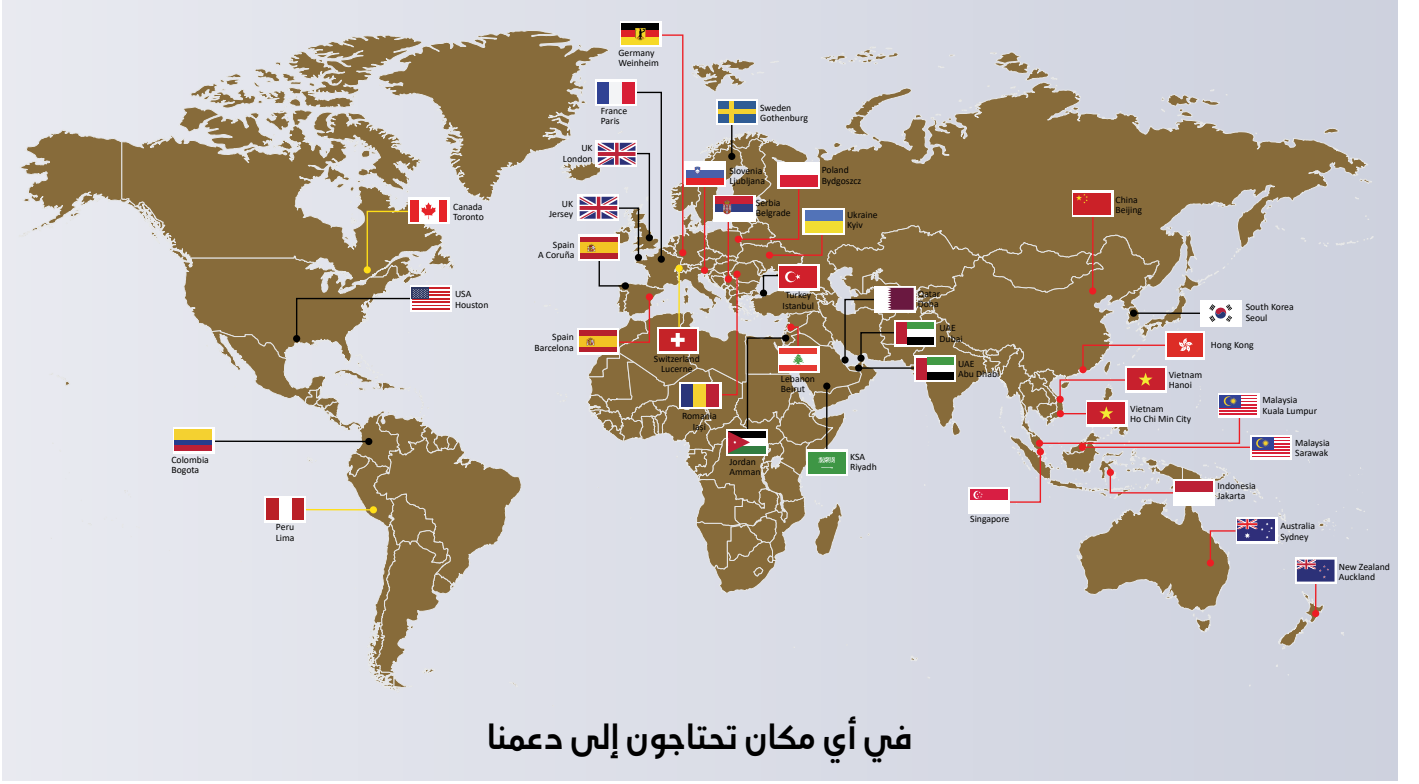 Germany
Weinheim
France
Paris
Sweden
Gothenburg
UK
London
Slovenia
Ljubljana
Poland
Bydgoszcz
UK
Jersey
Serbia
Belgrade
Ukraine
Kyiv
Canada
Toronto
China
Beijing
Spain
A Coruña
USA
Houston
Turkey
Istanbul
Qatar
Doha
South Korea
Seoul
Spain
Barcelona
Switzerland
Lucerne
UAE
Dubai
Hong Kong
Lebanon
Beirut
UAE
Abu Dhabi
Vietnam
Hanoi
Romania
Iași
Vietnam
Ho Chi Min City
Malaysia
Kuala Lumpur
Colombia
Bogota
Jordan
Amman
KSA
Riyadh
Malaysia
Sarawak
Peru
Lima
Singapore
Indonesia
Jakarta
Australia
Sydney
New Zealand
Auckland
في أي مكان تحتاجون إلى دعمنا